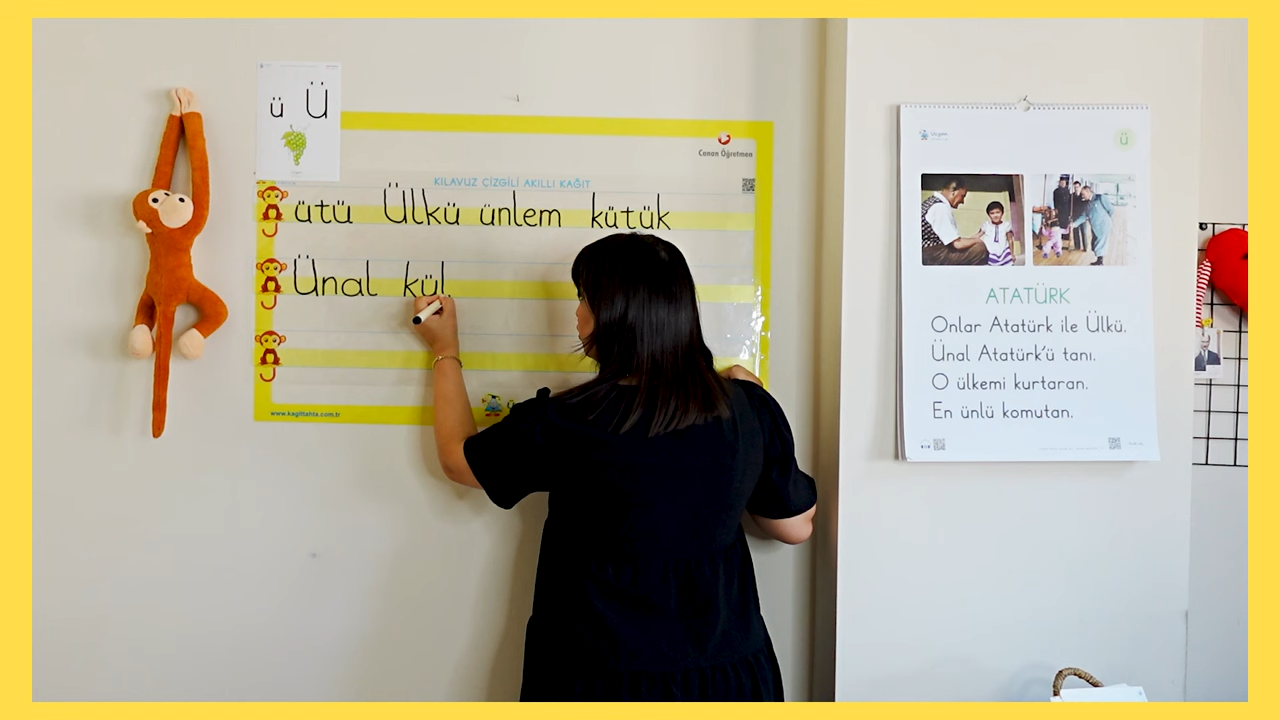 ü Ü
Canan Öğretmen
KILAVUZ ÇİZGİLİ AKILLI KAĞIT
ütü Ülkü ünlem kütük
Ünal kül
www.kagittahta.com.tr
ü
ATATÜRK
Onlar Atatürk ile Ülkü.
Ünal Atatürk'ü tanı.
O ülkemi kurtaran.
En ünlü komutan.